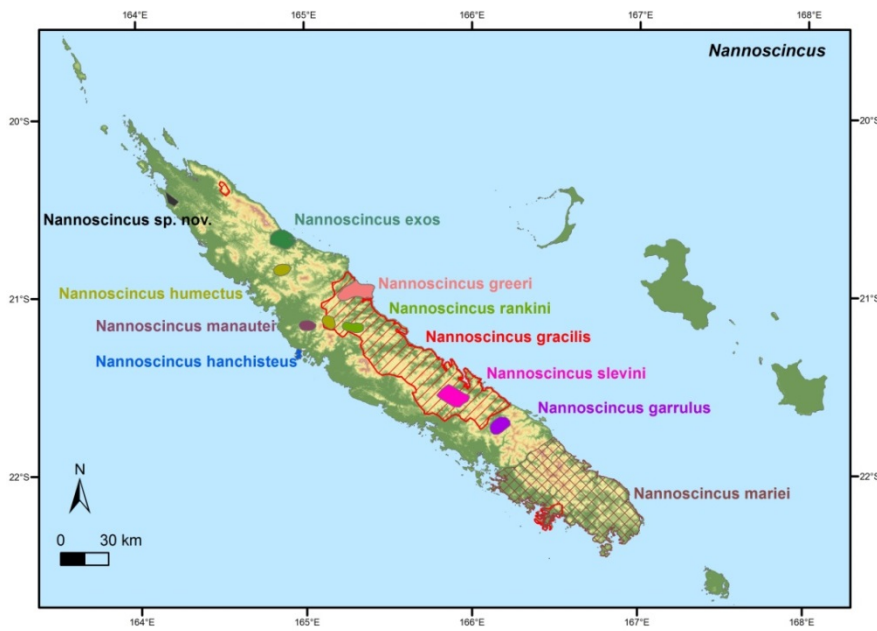 164°E
165°E
166°E
167°E
168°E
Nannoscincus
20°S
20°S
Nannoscincus sp. nov.
Nannoscincus exos
Nannoscincus greeri
Nannoscincus humectus
21°S
21°S
Nannoscincus rankini
Nannoscincus manautei
Nannoscincus gracilis
Nannoscincus hanchisteus
Nannoscincus slevini
Nannoscincus garrulus
N
22°S
22°S
Nannoscincus mariei
0 30 km
164°E
165°E
166°E
167°E
168°E